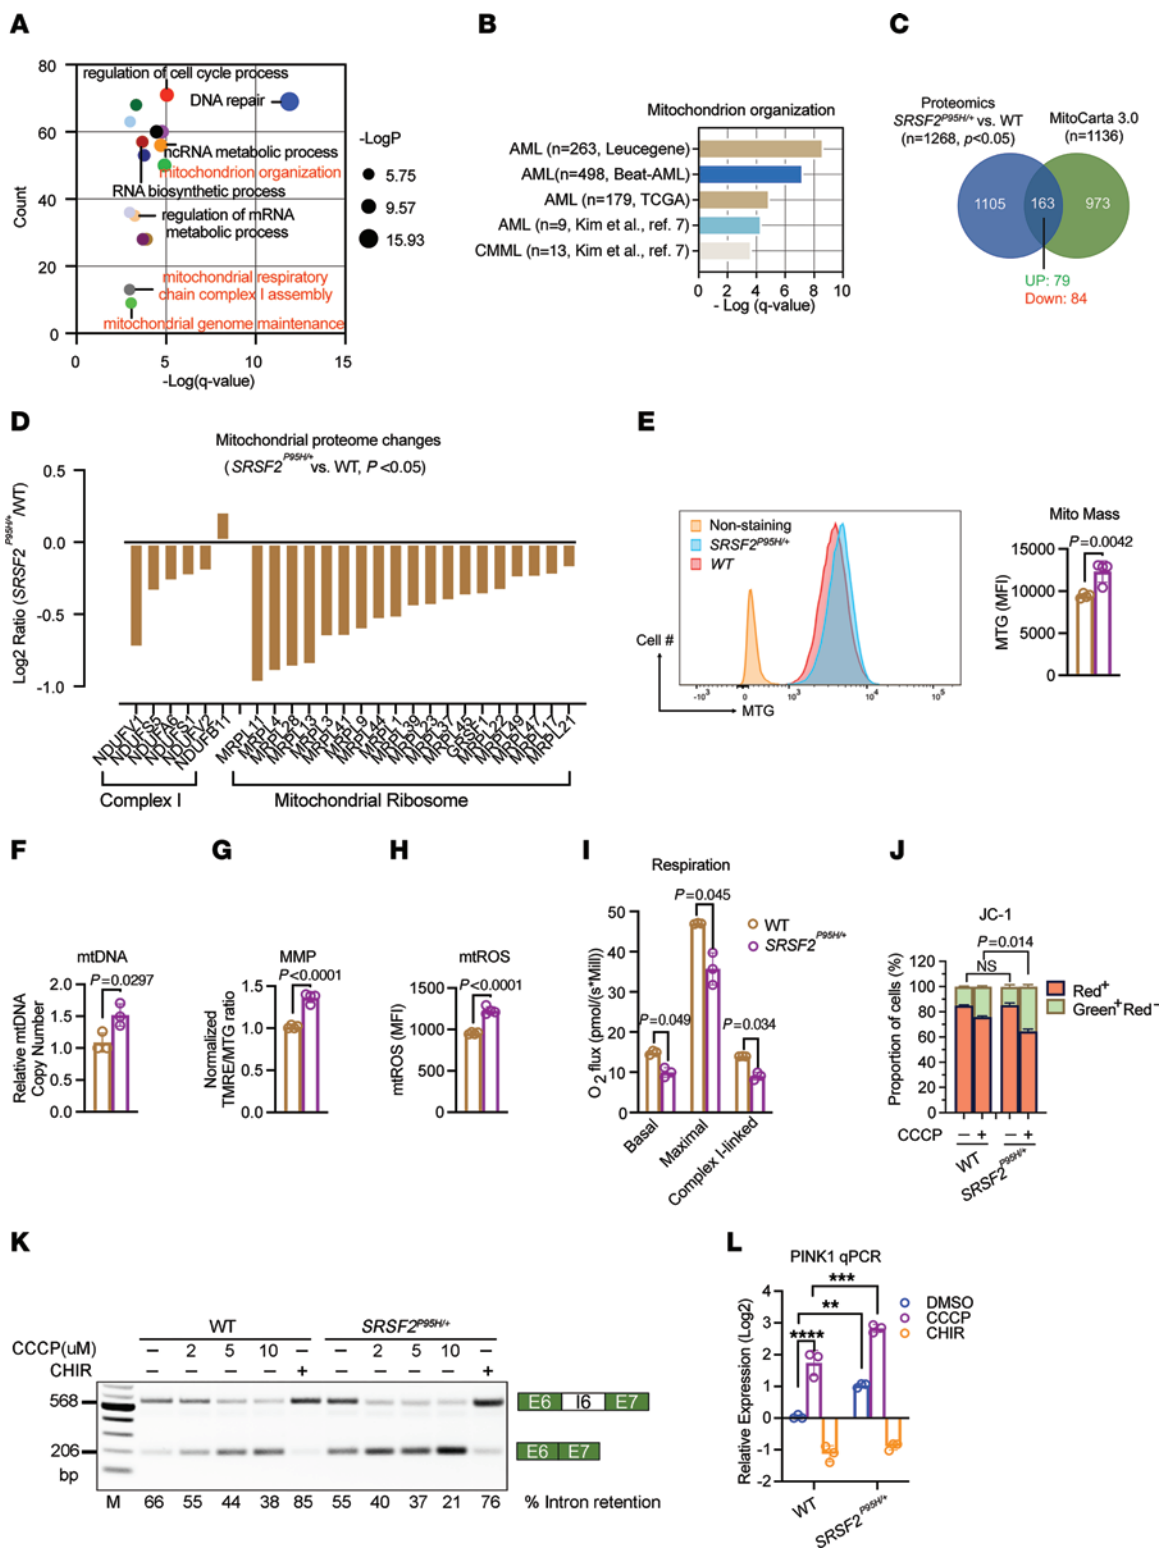 A
80
60
40
20
0
Count
regulation of cell cycle process
DNA repair
ncRNA metabolic process
mitochondrion organization
RNA biosynthetic process
regulation of mRNA
metabolic process
mitochondrial respiratory
chain complex I assembly
mitochondrial genome maintenance
0 5 10 15
-Log(q-value)
-LogP
5.75
9.57
15.93
B
Mitochondrion organization
AML (n=263, Leucegene)
AML(n=498, Beat-AML)
AML (n=179, TCGA)
AML (n=9, Kim et al., ref. 7)
CMML (n=13, Kim et al., ref. 7)
0 2 4 6 8 10
- Log (q-value)
C
Proteomics
SRSF2P95H/+ vs. WT
(n=1268, p<0.05)
MitoCarta 3.0
(n=1136)
1105 163 973
UP: 79
Down: 84
D
Mitochondrial proteome changes
(SRSF2P95H/+ vs. WT, P <0.05)
Log2 Ratio (SRSF2P95H/+/WT)
0.5
0.0
-0.5
-1.0
NDUFV1
NDUFS5
NDUFA6
NDUFS1
NDUFV2
NDUFB11
MRPL11
MRPL4
MRPL28
MRPL13
MRPL3
MRPL41
MRPL9
MRPL44
MRPL1
MRPL39
MRPL23
MRPL37
MRPL45
GRSF1
MRPL22
MRPL49
MRPL47
MRPL17
MRPL21
Complex I
Mitochondrial Ribosome
E
Non-staining
SRSF2P95H/+
WT
Cell #
MTG
-10³ 0 10³ 10⁴ 10⁵
Mito Mass
P=0.0042
15000
10000
5000
0
MTG (MFI)
F
mtDNA
P=0.0297
2.0
1.5
1.0
0.5
0.0
Relative mtDNA
Copy Number
G
MMP
P<0.0001
1.5
1.0
0.5
0.0
Normalized
TMRE/MTG ratio
H
mtROS
P<0.0001
1500
1000
500
0
mtROS (MFI)
I
Respiration
P=0.045
P=0.049
P=0.034
50
40
30
20
10
0
O2 flux (pmol/(s*Mill)
WT
SRSF2P95H/+
Basal
Maximal
Complex I-linked
J
JC-1
P=0.014
NS
120
100
80
60
40
20
0
Proportion of cells (%)
Red+
Green+Red−
CCCP − + − +
WT
SRSF2P95H/+
K
WT SRSF2P95H/+
CCCP(uM) − 2 5 10 − − 2 5 10 −
CHIR − − − − + − − − − +
568
206
bp
E6 I6 E7
E6 E7
M 66 55 44 38 85 55 40 37 21 76 % Intron retention
L
PINK1 qPCR
***
**
****
4
3
2
1
0
-1
-2
Relative Expression (Log2)
DMSO
CCCP
CHIR
WT
SRSF2P95H/+